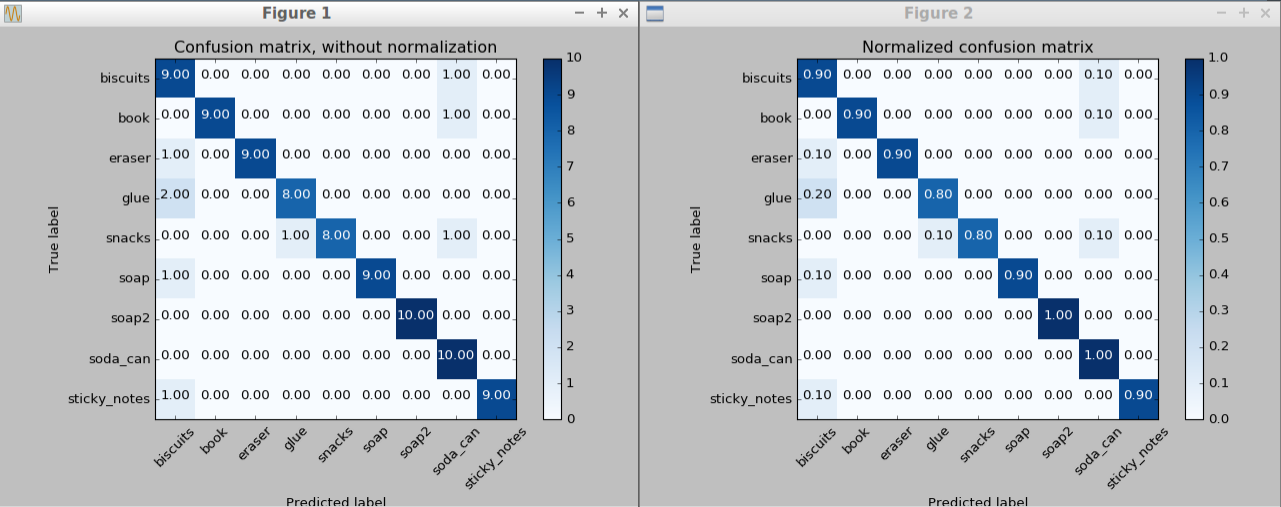 Figure 1
Confusion matrix, without normalization
biscuits 9.00 0.00 0.00 0.00 0.00 0.00 0.00 1.00 0.00
book 0.00 9.00 0.00 0.00 0.00 0.00 0.00 1.00 0.00
eraser 1.00 0.00 9.00 0.00 0.00 0.00 0.00 0.00 0.00
glue 2.00 0.00 0.00 8.00 0.00 0.00 0.00 0.00 0.00
snacks 0.00 0.00 0.00 1.00 8.00 0.00 0.00 1.00 0.00
soap 1.00 0.00 0.00 0.00 0.00 9.00 0.00 0.00 0.00
soap2 0.00 0.00 0.00 0.00 0.00 0.00 10.00 0.00 0.00
soda_can 0.00 0.00 0.00 0.00 0.00 0.00 0.00 10.00 0.00
sticky_notes 1.00 0.00 0.00 0.00 0.00 0.00 0.00 0.00 9.00
True label
biscuits book eraser glue snacks soap soap2 soda_can sticky_notes
Predicted label
10
9
8
7
6
5
4
3
2
1
0
Figure 2
Normalized confusion matrix
biscuits 0.90 0.00 0.00 0.00 0.00 0.00 0.00 0.10 0.00
book 0.00 0.90 0.00 0.00 0.00 0.00 0.00 0.10 0.00
eraser 0.10 0.00 0.90 0.00 0.00 0.00 0.00 0.00 0.00
glue 0.20 0.00 0.00 0.80 0.00 0.00 0.00 0.00 0.00
snacks 0.00 0.00 0.00 0.10 0.80 0.00 0.00 0.10 0.00
soap 0.10 0.00 0.00 0.00 0.00 0.90 0.00 0.00 0.00
soap2 0.00 0.00 0.00 0.00 0.00 0.00 1.00 0.00 0.00
soda_can 0.00 0.00 0.00 0.00 0.00 0.00 0.00 1.00 0.00
sticky_notes 0.10 0.00 0.00 0.00 0.00 0.00 0.00 0.00 0.90
True label
biscuits book eraser glue snacks soap soap2 soda_can sticky_notes
Predicted label
1.0
0.9
0.8
0.7
0.6
0.5
0.4
0.3
0.2
0.1
0.0